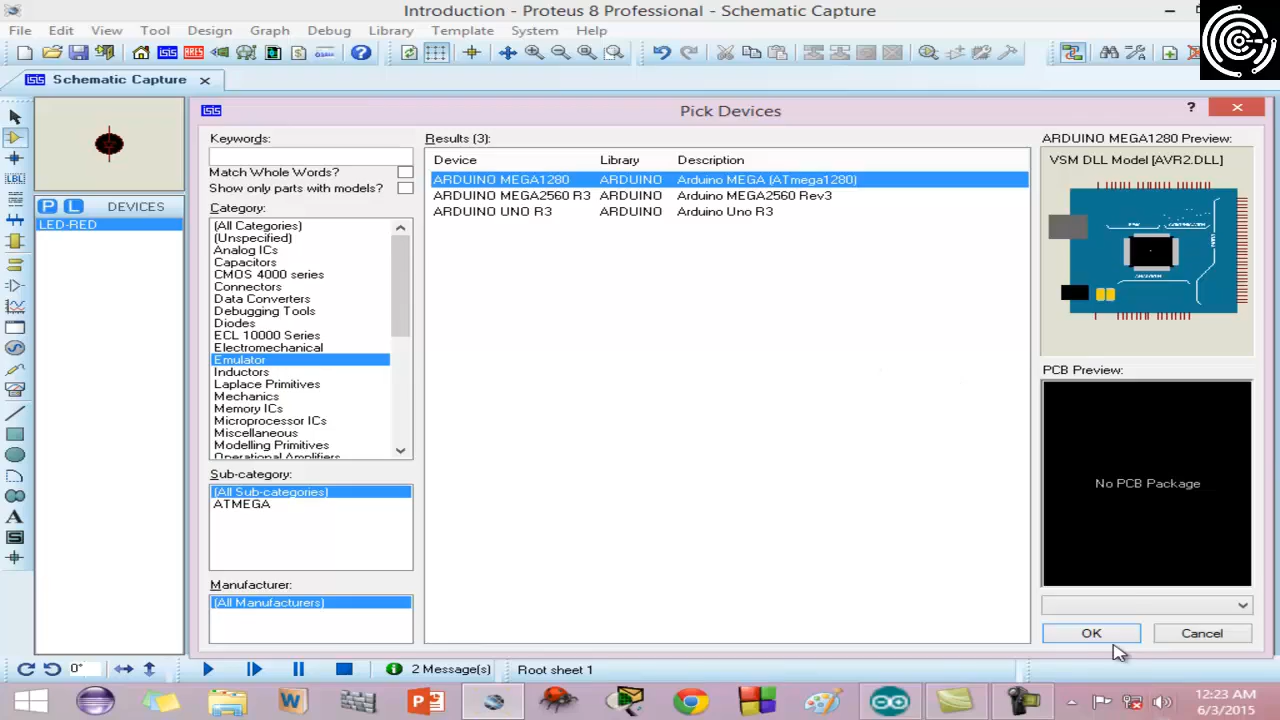 Introduction - Proteus 8 Professional - Schematic Capture
File Edit View Tool Design Graph Debug Library Template System Help
Schematic Capture
Pick Devices
Keywords:
Match Whole Words?
Show only parts with models?
Category:
(All Categories)
(Unspecified)
Analog ICs
Capacitors
CMOS 4000 series
Connectors
Data Converters
Debugging Tools
Diodes
ECL 10000 Series
Electromechanical
Emulator
Inductors
Laplace Primitives
Mechanics
Memory ICs
Microprocessor ICs
Miscellaneous
Modelling Primitives
Operational Amplifiers
Sub-category:
(All Sub-categories)
ATMEGA
Manufacturer:
(All Manufacturers)
Results (3):
Device Library Description
ARDUINO MEGA1280 ARDUINO Arduino MEGA (ATmega1280)
ARDUINO MEGA2560 R3 ARDUINO Arduino MEGA2560 Rev3
ARDUINO UNO R3 ARDUINO Arduino Uno R3
ARDUINO MEGA1280 Preview:
VSM DLL Model [AVR2.DLL]
PCB Preview:
No PCB Package
OK Cancel
P L DEVICES
LED-RED
LBL
A
0°
2 Message(s) Root sheet 1
12:23 AM
6/3/2015